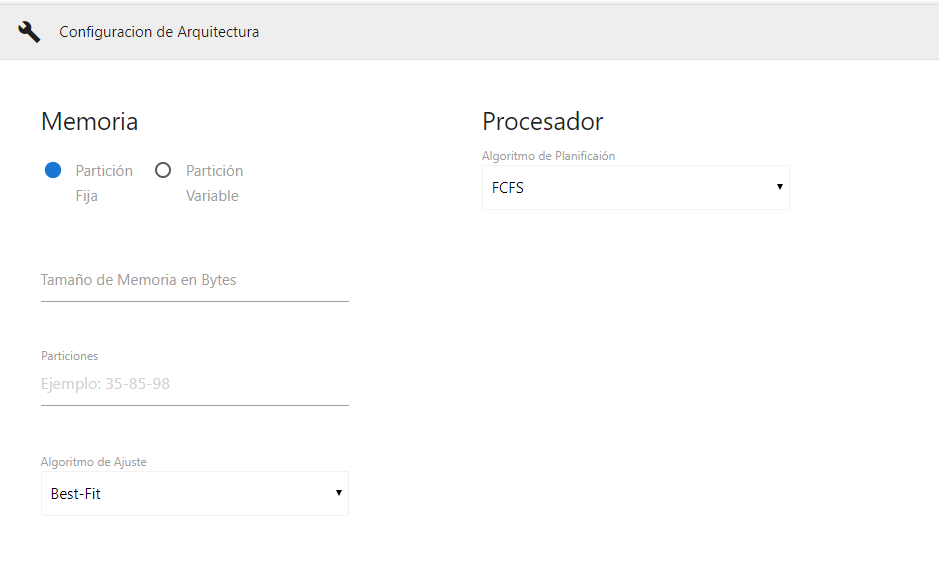 Configuracion de Arquitectura
Memoria
Partición
Fija
Partición
Variable
Tamaño de Memoria en Bytes
Particiones
Ejemplo: 35-85-98
Algoritmo de Ajuste
Best-Fit
Procesador
Algoritmo de Planificaión
FCFS